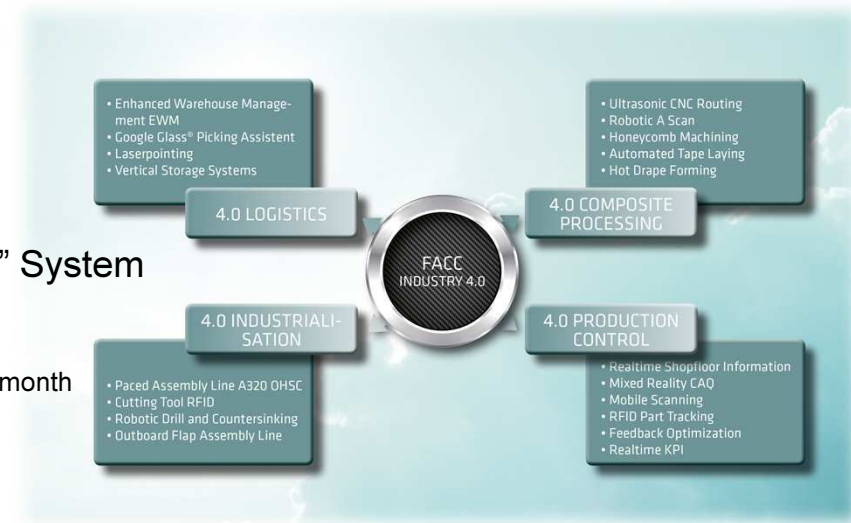 • Enhanced Warehouse Manage-
ment EWM
• Google Glass® Picking Assistent
• Laserpointing
• Vertical Storage Systems
4.0 LOGISTICS
• Ultrasonic CNC Routing
• Robotic A Scan
• Honeycomb Machining
• Automated Tape Laying
• Hot Drape Forming
4.0 COMPOSITE
PROCESSING
” System
month
FACC
INDUSTRY 4.0
4.0 INDUSTRIALI-
SATION
• Paced Assembly Line A320 OHSC
• Cutting Tool RFID
• Robotic Drill and Countersinking
• Outboard Flap Assembly Line
4.0 PRODUCTION
CONTROL
• Realtime Shopfloor Information
• Mixed Reality CAQ
• Mobile Scanning
• RFID Part Tracking
• Feedback Optimization
• Realtime KPI